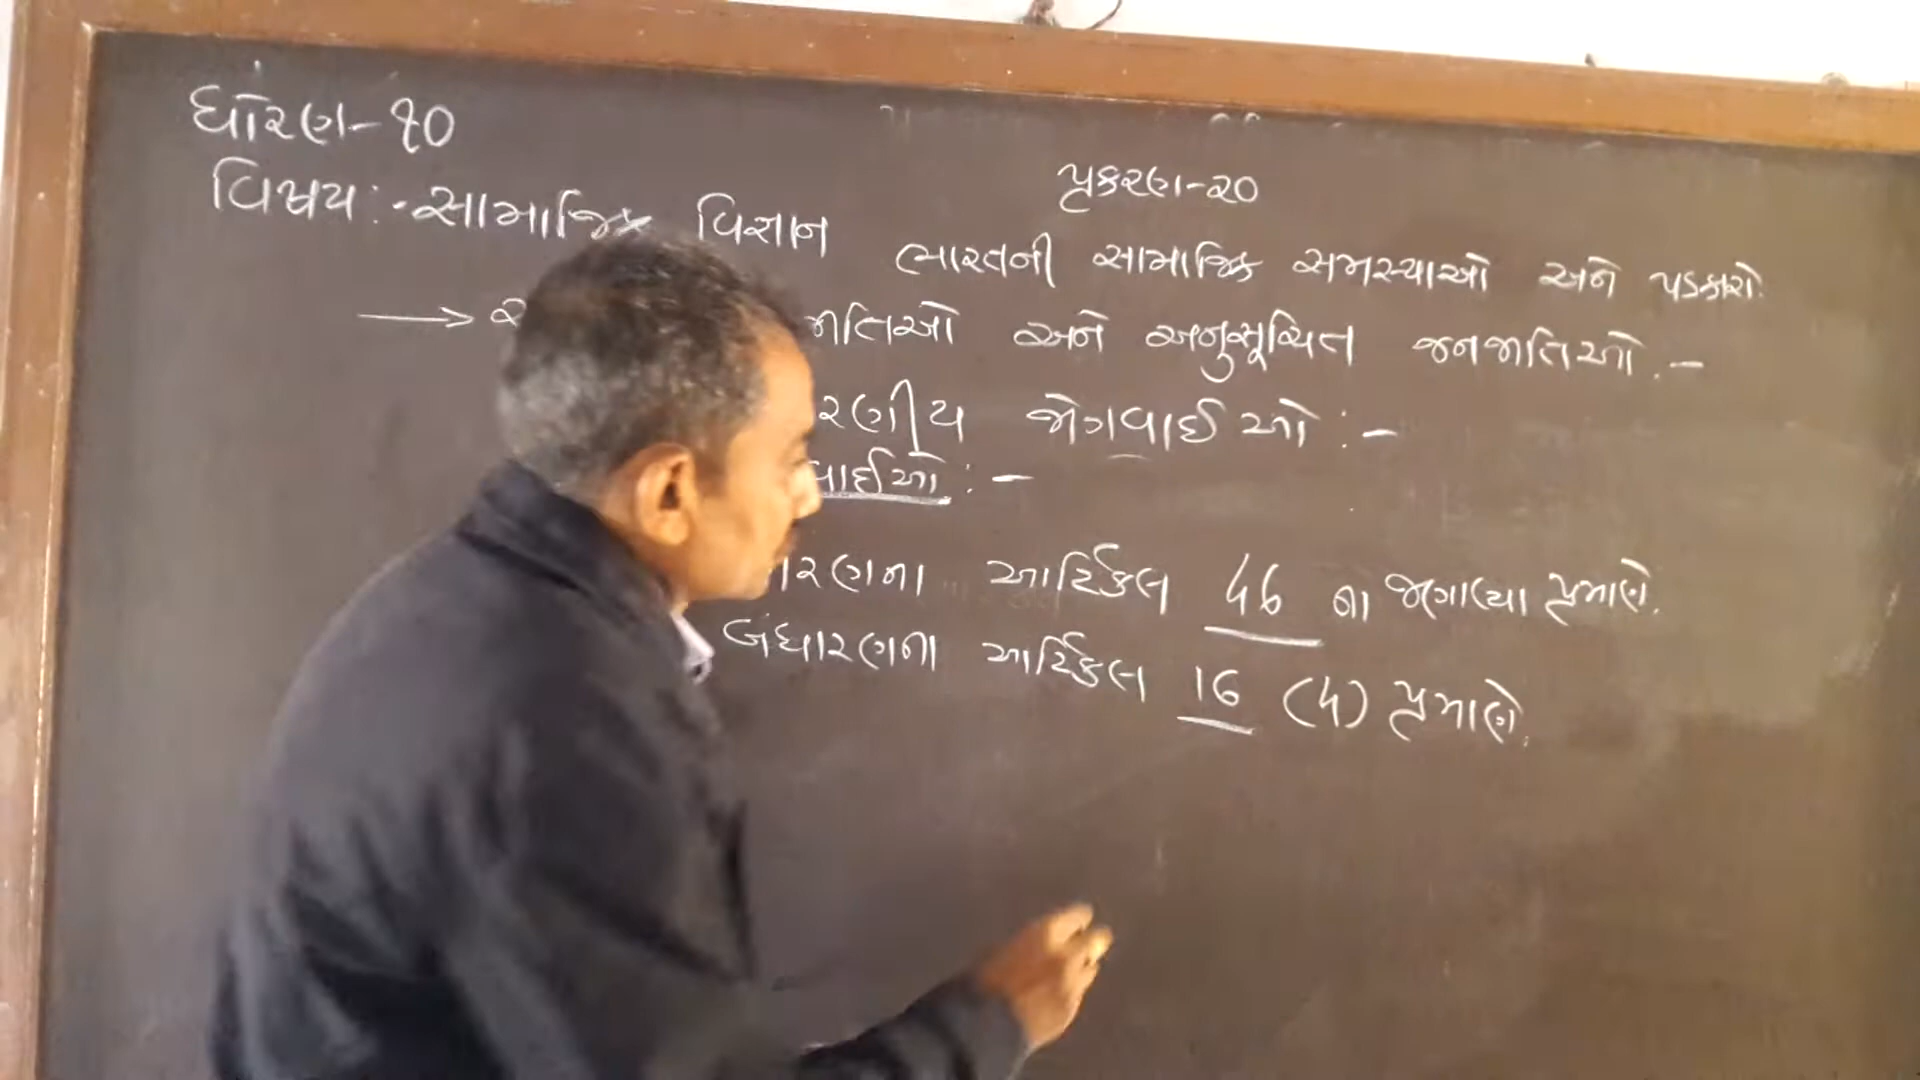 ધોરણ-૧૦
વિષય:- સામાજિક વિજ્ઞાન
પ્રકરણ-૨૦
ભારતની સામાજિક સમસ્યાઓ અને પડકારો.
→ જાતિઓ અને અનુસૂચિત જનજાતિઓ.-
રણીય જોગવાઈઓ :-
વાઈઓ :-
ારણના આર્ટિકલ 46 ના જણાવ્યા પ્રમાણે.
બંધારણના આર્ટિકલ 16 (4) પ્રમાણે.